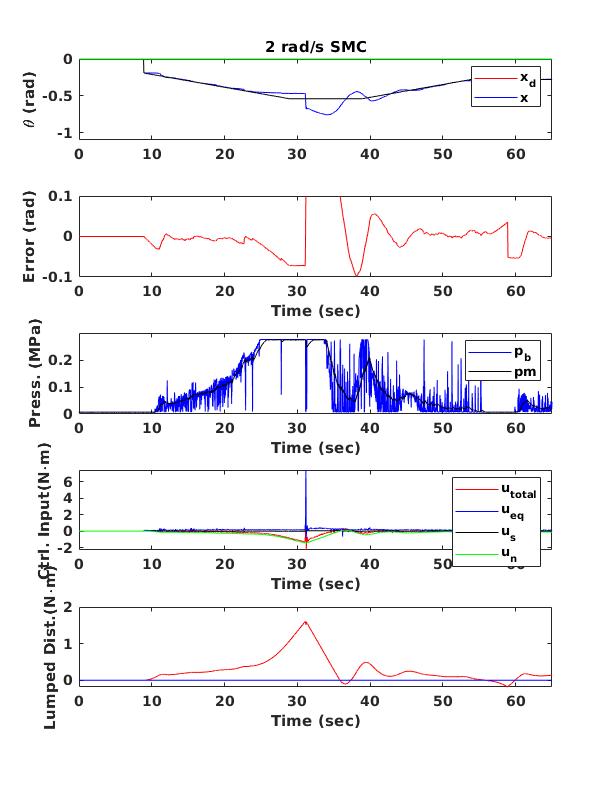 2 rad/s SMC
θ (rad)
0
-0.5
-1
x_d
x
0 10 20 30 40 50 60
Error (rad)
0.1
0
-0.1
0 10 20 30 40 50 60
Time (sec)
Press. (MPa)
0.2
0.1
0
p_b
pm
0 10 20 30 40 50 60
Time (sec)
Ctrl. Input(N·m)
6
4
2
0
-2
u_total
u_eq
u_s
u_n
0 10 20 30 40 50 60
Time (sec)
Lumped Dist.(N·m)
2
1
0
0 10 20 30 40 50 60
Time (sec)